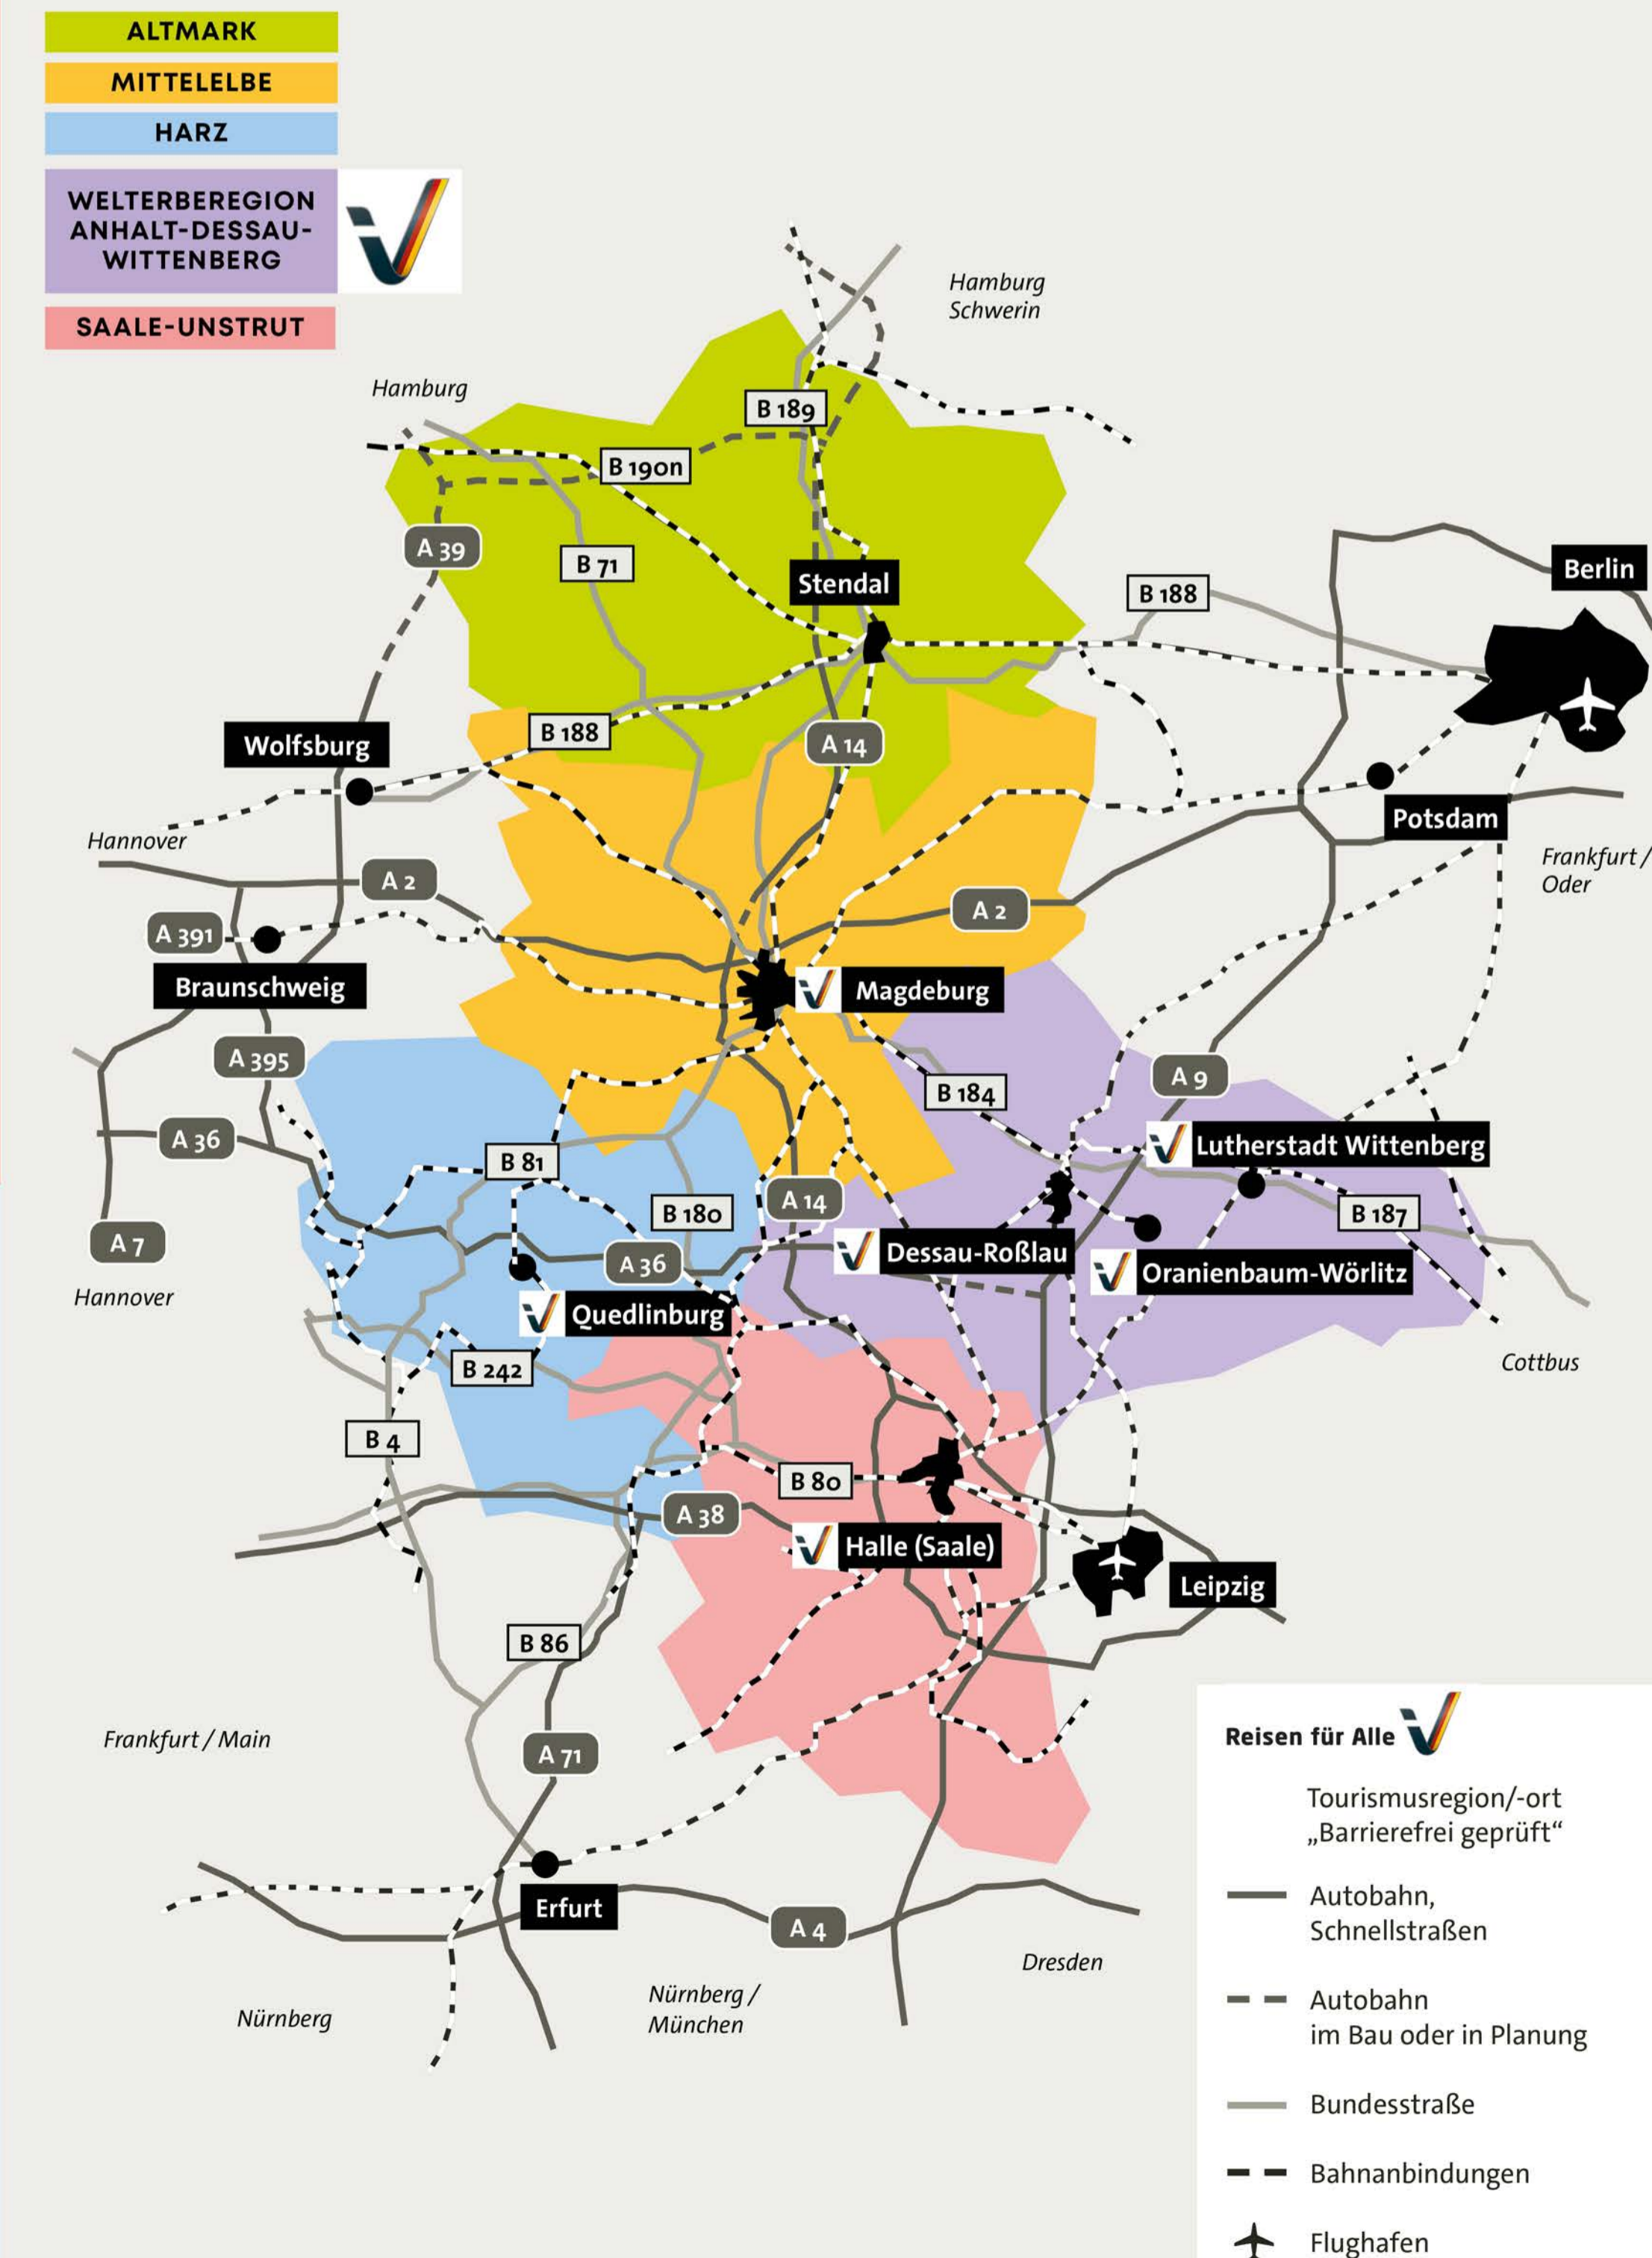 ALTMARK
MITTELELBE
HARZ
WELTERBEREGION
ANHALT-DESSAU-
WITTENBERG
SAALE-UNSTRUT
Hamburg
Schwerin
Hamburg
B 189
B 190n
A 39
B 71
Stendal
B 188
Berlin
Wolfsburg
B 188
A 14
Potsdam
Hannover
Frankfurt /
Oder
A 2
A 2
A 391
Braunschweig
Magdeburg
A 395
A 9
B 184
A 36
Lutherstadt Wittenberg
B 81
A 14
B 180
B 187
A 7
Dessau-Roßlau
A 36
Oranienbaum-Wörlitz
Hannover
Quedlinburg
Cottbus
B 242
B 4
B 80
A 38
Halle (Saale)
Leipzig
B 86
Frankfurt / Main
A 71
Erfurt
A 4
Dresden
Nürnberg /
München
Nürnberg
Reisen für Alle
Tourismusregion/-ort
„Barrierefrei geprüft“
Autobahn,
Schnellstraßen
Autobahn
im Bau oder in Planung
Bundesstraße
Bahnanbindungen
Flughafen